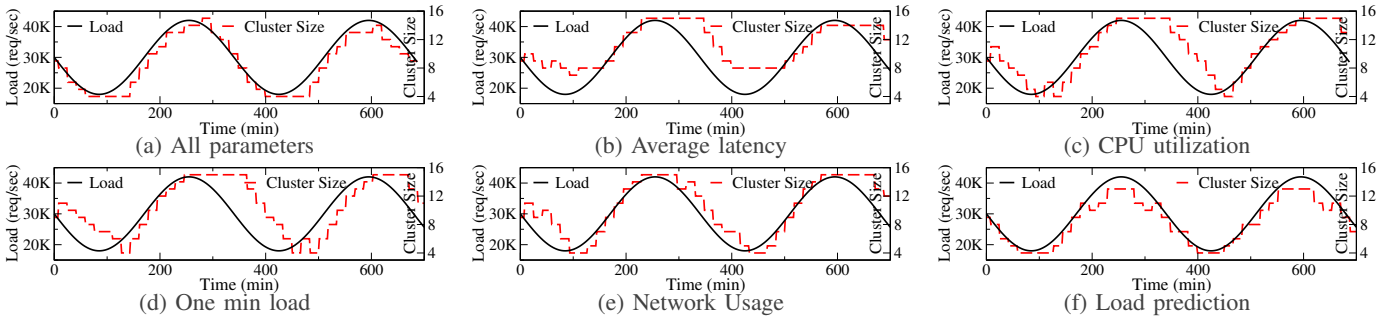 Load (req/sec)
40K
30K
20K
Load
Cluster Size
16
12
8
4
Cluster Size
0
200
400
600
Time (min)
(a) All parameters
Load (req/sec)
40K
30K
20K
Load
Cluster Size
16
12
8
4
Cluster Size
0
200
400
600
Time (min)
(b) Average latency
Load (req/sec)
40K
30K
20K
Load
Cluster Size
16
12
8
4
Cluster Size
0
200
400
600
Time (min)
(c) CPU utilization
Load (req/sec)
40K
30K
20K
Load
Cluster Size
16
12
8
4
Cluster Size
0
200
400
600
Time (min)
(d) One min load
Load (req/sec)
40K
30K
20K
Load
Cluster Size
16
12
8
4
Cluster Size
0
200
400
600
Time (min)
(e) Network Usage
Load (req/sec)
40K
30K
20K
Load
Cluster Size
16
12
8
4
Cluster Size
0
200
400
600
Time (min)
(f) Load prediction